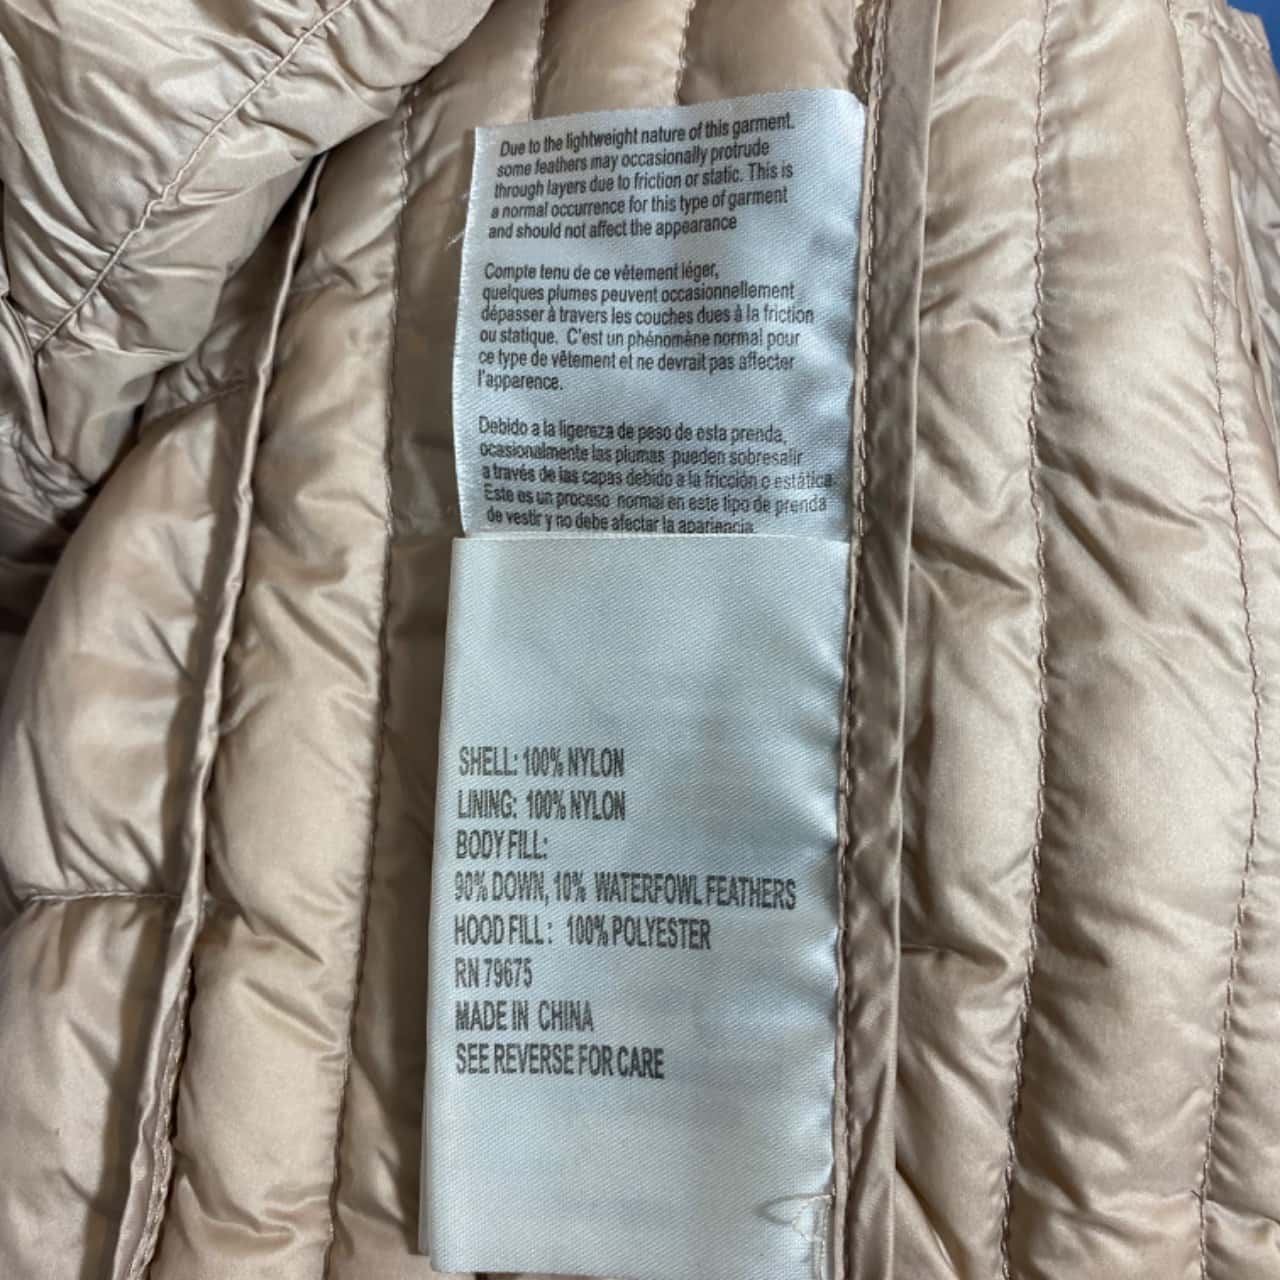 Due to the lightweight nature of this garment.
some feathers may occasionally protrude
through layers due to friction or static. This is
a normal occurrence for this type of garment
and should not affect the appearance
Compte tenu de ce vêtement léger,
quelques plumes peuvent occasionnellement
dépasser à travers les couches dues à la friction
ou statique. C'est un phénomène normal pour
ce type de vêtement et ne devrait pas affecter
l'apparence.
Debido a la ligereza de peso de esta prenda,
ocasionalmente las plumas pueden sobresalir
a través de las capas debido a la fricción o estática.
Este es un proceso normal en este tipo de prenda
de vestir y no debe afectar la apariencia.
SHELL: 100% NYLON
LINING: 100% NYLON
BODY FILL:
90% DOWN, 10% WATERFOWL FEATHERS
HOOD FILL: 100% POLYESTER
RN 79675
MADE IN CHINA
SEE REVERSE FOR CARE